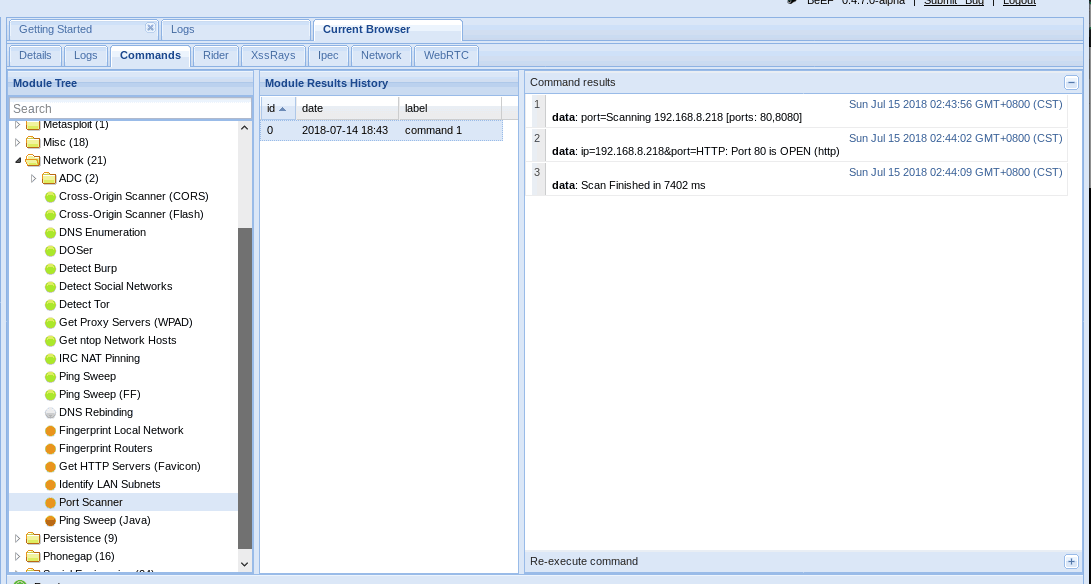 BeEF 0.4.7.0-alpha | Submit Bug | Logout
Getting Started
Logs
Current Browser
Details
Logs
Commands
Rider
XssRays
Ipec
Network
WebRTC
Module Tree
Search
Metasploit (1)
Misc (18)
Network (21)
ADC (2)
Cross-Origin Scanner (CORS)
Cross-Origin Scanner (Flash)
DNS Enumeration
DOSer
Detect Burp
Detect Social Networks
Detect Tor
Get Proxy Servers (WPAD)
Get ntop Network Hosts
IRC NAT Pinning
Ping Sweep
Ping Sweep (FF)
DNS Rebinding
Fingerprint Local Network
Fingerprint Routers
Get HTTP Servers (Favicon)
Identify LAN Subnets
Port Scanner
Ping Sweep (Java)
Persistence (9)
Phonegap (16)
Module Results History
id date label
0 2018-07-14 18:43 command 1
Command results
1 Sun Jul 15 2018 02:43:56 GMT+0800 (CST)
data: port=Scanning 192.168.8.218 [ports: 80,8080]
2 Sun Jul 15 2018 02:44:02 GMT+0800 (CST)
data: ip=192.168.8.218&port=HTTP: Port 80 is OPEN (http)
3 Sun Jul 15 2018 02:44:09 GMT+0800 (CST)
data: Scan Finished in 7402 ms
Re-execute command